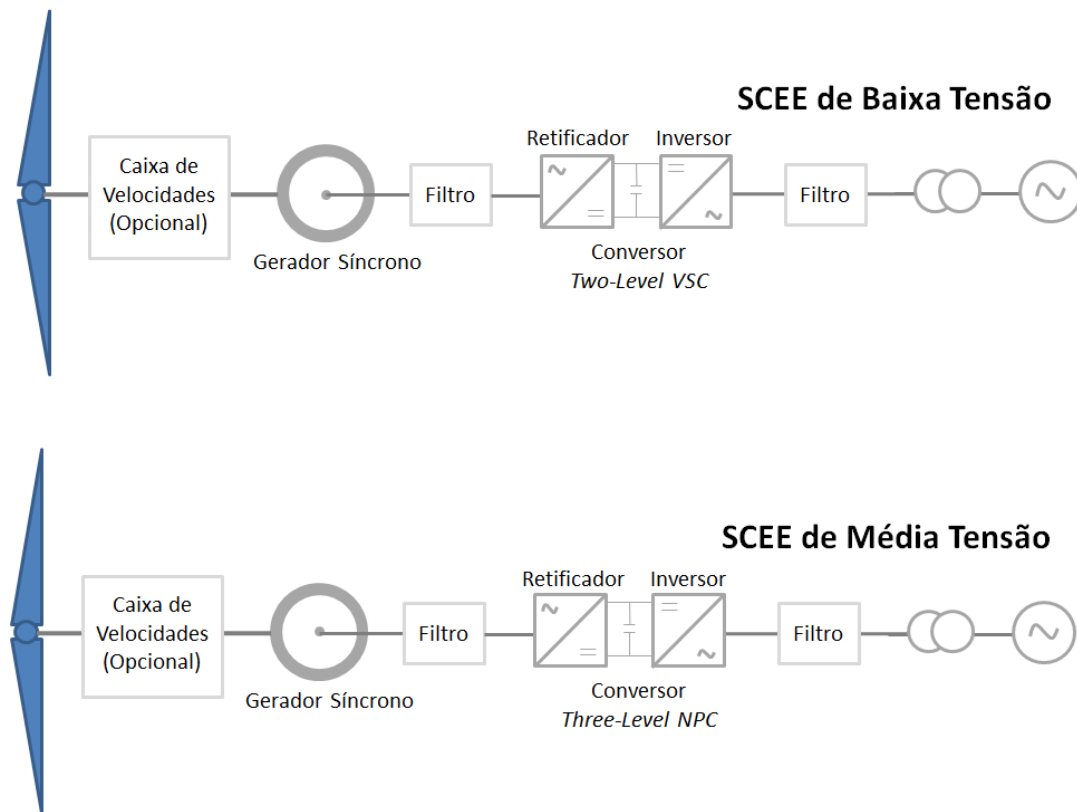 SCEE de Baixa Tensão
Retificador
Inversor
Caixa de
Velocidades
(Opcional)
Filtro
Filtro
Gerador Síncrono
Conversor
Two-Level VSC
SCEE de Média Tensão
Retificador
Inversor
Caixa de
Velocidades
(Opcional)
Filtro
Filtro
Gerador Síncrono
Conversor
Three-Level NPC